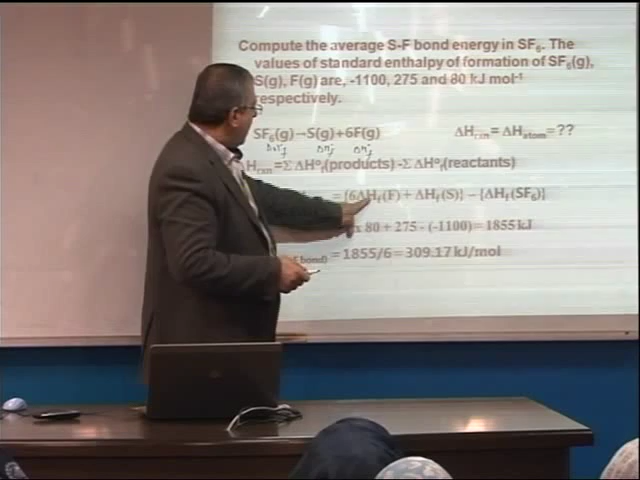 Compute the average S-F bond energy in SF₆. The
values of standard enthalpy of formation of SF₆(g),
S(g), F(g) are, -1100, 275 and 80 kJ mol⁻¹
respectively.
SF₆(g)→S(g)+6F(g) ΔHᵣₓₙ = ΔHₐₜₒₘ = ??
Hᵣₓₙ =Σ ΔH°f(products) -Σ ΔH°f(reactants)
= {6ΔHf(F) + ΔHf(S)} – {ΔHf(SF₆)}
x 80 + 275 - (-1100) = 1855 kJ
bond) = 1855/6 = 309.17 kJ/mol